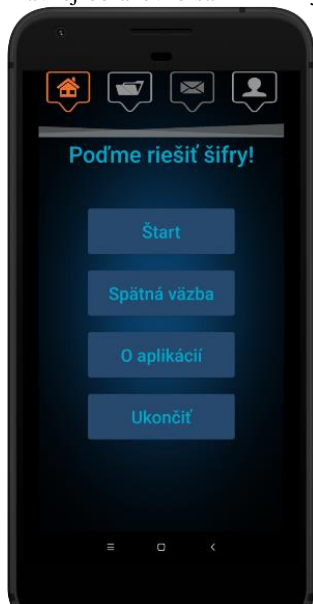 Poďme riešiť šifry!
Štart
Spätná väzba
O aplikácií
Ukončiť